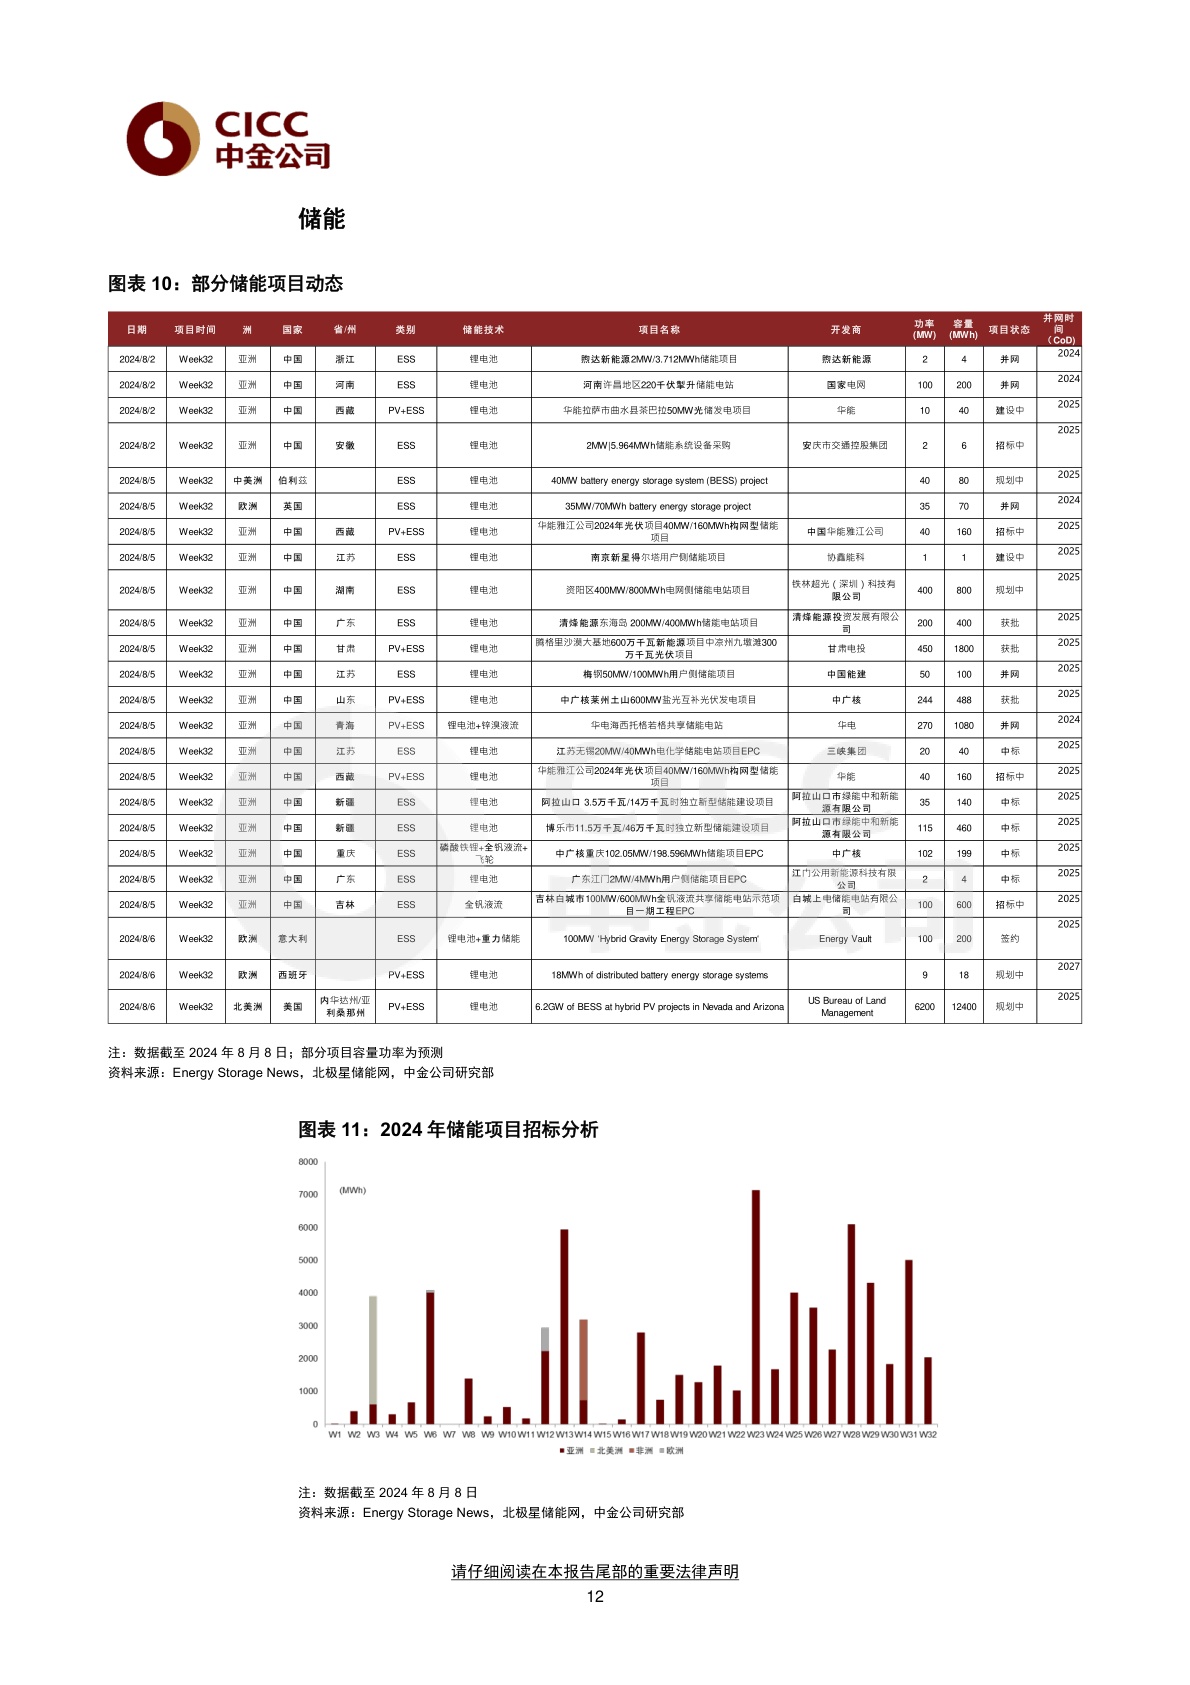 CICC
中金公司
储能
图表 10：部分储能项目动态
日期 项目时间 洲 国家 省/州 类别 储能技术 项目名称 开发商 功率(MW) 容量(MWh) 项目状态 并网时间（CoD)
2024/8/2 Week32 亚洲 中国 浙江 ESS 锂电池 煦达新能源2MW/3.712MWh储能项目 煦达新能源 2 4 并网 2024
2024/8/2 Week32 亚洲 中国 河南 ESS 锂电池 河南许昌地区220千伏掣升储能电站 国家电网 100 200 并网 2024
2024/8/2 Week32 亚洲 中国 西藏 PV+ESS 锂电池 华能拉萨市曲水县茶巴拉50MW光储发电项目 华能 10 40 建设中 2025
2024/8/2 Week32 亚洲 中国 安徽 ESS 锂电池 2MW|5.964MWh储能系统设备采购 安庆市交通控股集团 2 6 招标中 2025
2024/8/5 Week32 中美洲 伯利兹 ESS 锂电池 40MW battery energy storage system (BESS) project 40 80 规划中 2025
2024/8/5 Week32 欧洲 英国 ESS 锂电池 35MW/70MWh battery energy storage project 35 70 并网 2024
2024/8/5 Week32 亚洲 中国 西藏 PV+ESS 锂电池 华能雅江公司2024年光伏项目40MW/160MWh构网型储能项目 中国华能雅江公司 40 160 招标中 2025
2024/8/5 Week32 亚洲 中国 江苏 ESS 锂电池 南京新星得尔塔用户侧储能项目 协鑫能科 1 1 建设中 2025
2024/8/5 Week32 亚洲 中国 湖南 ESS 锂电池 资阳区400MW/800MWh电网侧储能电站项目 铁林超光（深圳）科技有限公司 400 800 规划中 2025
2024/8/5 Week32 亚洲 中国 广东 ESS 锂电池 清烽能源东海岛 200MW/400MWh储能电站项目 清烽能源投资发展有限公司 200 400 获批 2025
2024/8/5 Week32 亚洲 中国 甘肃 PV+ESS 锂电池 腾格里沙漠大基地600万千瓦新能源项目中凉州九墩滩300万千瓦光伏项目 甘肃电投 450 1800 获批 2025
2024/8/5 Week32 亚洲 中国 江苏 ESS 锂电池 梅钢50MW/100MWh用户侧储能项目 中国能建 50 100 并网 2025
2024/8/5 Week32 亚洲 中国 山东 PV+ESS 锂电池 中广核莱州土山600MW盐光互补光伏发电项目 中广核 244 488 获批 2025
2024/8/5 Week32 亚洲 中国 青海 PV+ESS 锂电池+锌溴液流 华电海西托格若格共享储能电站 华电 270 1080 并网 2024
2024/8/5 Week32 亚洲 中国 江苏 ESS 锂电池 江苏无锡20MW/40MWh电化学储能电站项目EPC 三峡集团 20 40 中标 2025
2024/8/5 Week32 亚洲 中国 西藏 PV+ESS 锂电池 华能雅江公司2024年光伏项目40MW/160MWh构网型储能项目 华能 40 160 招标中 2025
2024/8/5 Week32 亚洲 中国 新疆 ESS 锂电池 阿拉山口 3.5万千瓦/14万千瓦时独立新型储能建设项目 阿拉山口市绿能中和新能源有限公司 35 140 中标 2025
2024/8/5 Week32 亚洲 中国 新疆 ESS 锂电池 博乐市11.5万千瓦/46万千瓦时独立新型储能建设项目 阿拉山口市绿能中和新能源有限公司 115 460 中标 2025
2024/8/5 Week32 亚洲 中国 重庆 ESS 磷酸铁锂+全钒液流+飞轮 中广核重庆102.05MW/198.596MWh储能项目EPC 中广核 102 199 中标 2025
2024/8/5 Week32 亚洲 中国 广东 ESS 锂电池 广东江门2MW/4MWh用户侧储能项目EPC 江门公用新能源科技有限公司 2 4 中标 2025
2024/8/5 Week32 亚洲 中国 吉林 ESS 全钒液流 吉林白城市100MW/600MWh全钒液流共享储能电站示范项目一期工程EPC 白城上电储能电站有限公司 100 600 招标中 2025
2024/8/6 Week32 欧洲 意大利 ESS 锂电池+重力储能 100MW 'Hybrid Gravity Energy Storage System' Energy Vault 100 200 签约 2025
2024/8/6 Week32 欧洲 西班牙 PV+ESS 锂电池 18MWh of distributed battery energy storage systems 9 18 规划中 2027
2024/8/6 Week32 北美洲 美国 内华达州/亚利桑那州 PV+ESS 锂电池 6.2GW of BESS at hybrid PV projects in Nevada and Arizona US Bureau of Land Management 6200 12400 规划中 2025
注：数据截至 2024 年 8 月 8 日；部分项目容量功率为预测
资料来源：Energy Storage News，北极星储能网，中金公司研究部
图表 11：2024 年储能项目招标分析
(MWh)
8000
7000
6000
5000
4000
3000
2000
1000
0
W1 W2 W3 W4 W5 W6 W7 W8 W9 W10 W11 W12 W13 W14 W15 W16 W17 W18 W19 W20 W21 W22 W23 W24 W25 W26 W27 W28 W29 W30 W31 W32
亚洲 北美洲 非洲 欧洲
注：数据截至 2024 年 8 月 8 日
资料来源：Energy Storage News，北极星储能网，中金公司研究部
请仔细阅读在本报告尾部的重要法律声明
12